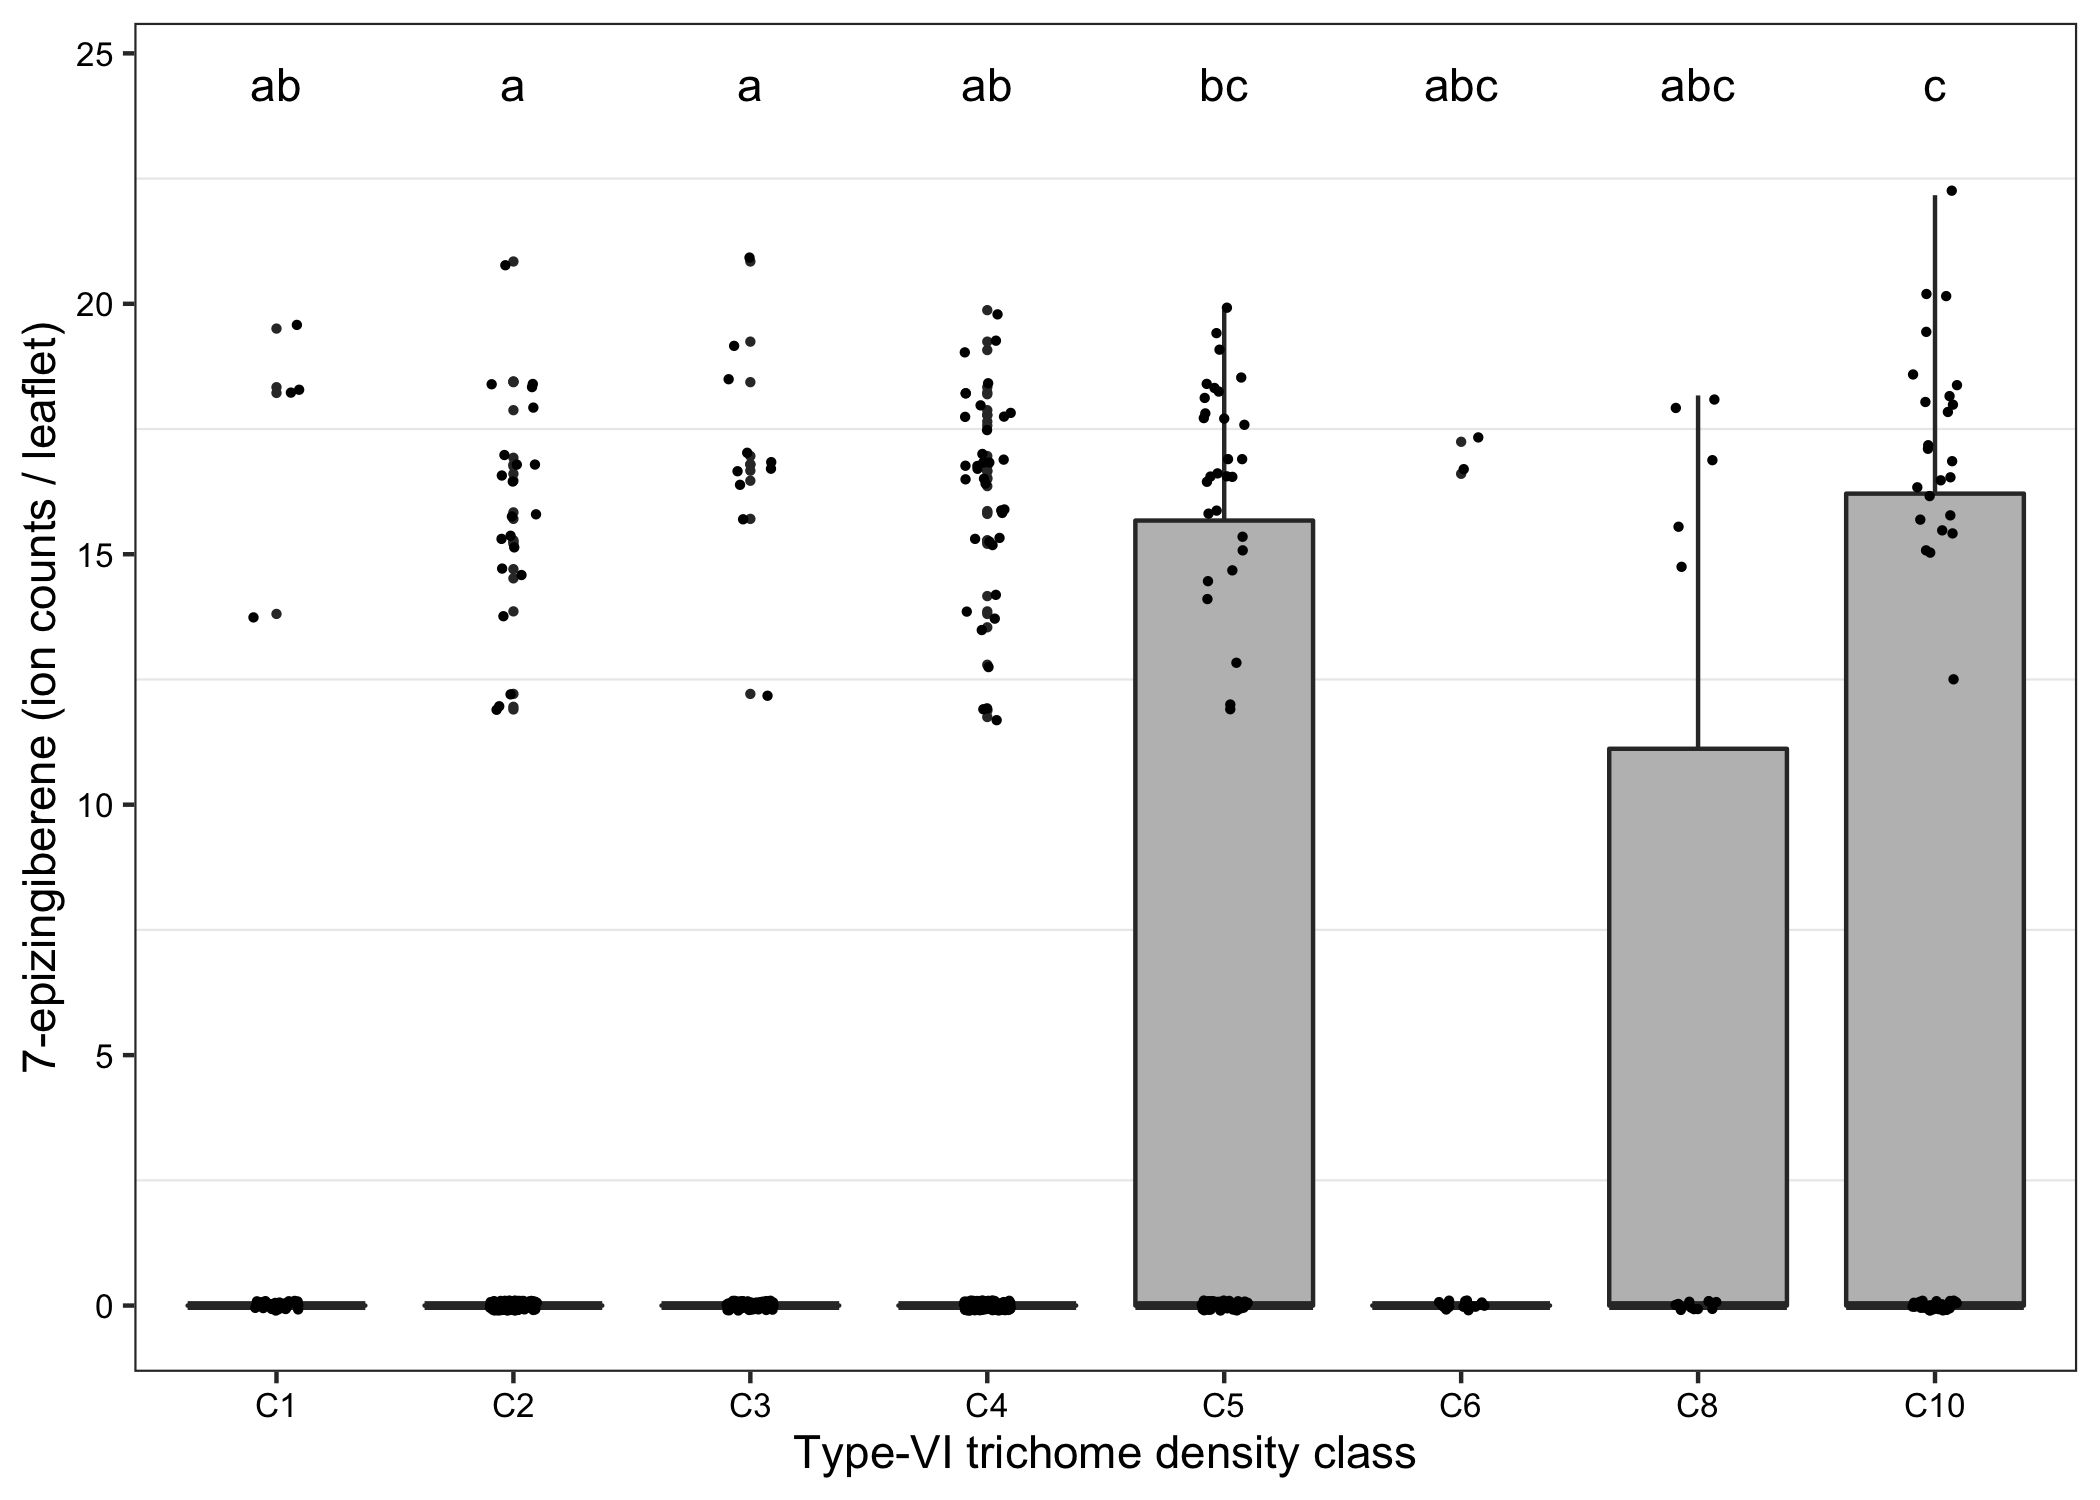 25
20
15
10
5
0
7-epizingiberene (ion counts / leaflet)
ab a a ab bc abc abc c
C1 C2 C3 C4 C5 C6 C8 C10
Type-VI trichome density class